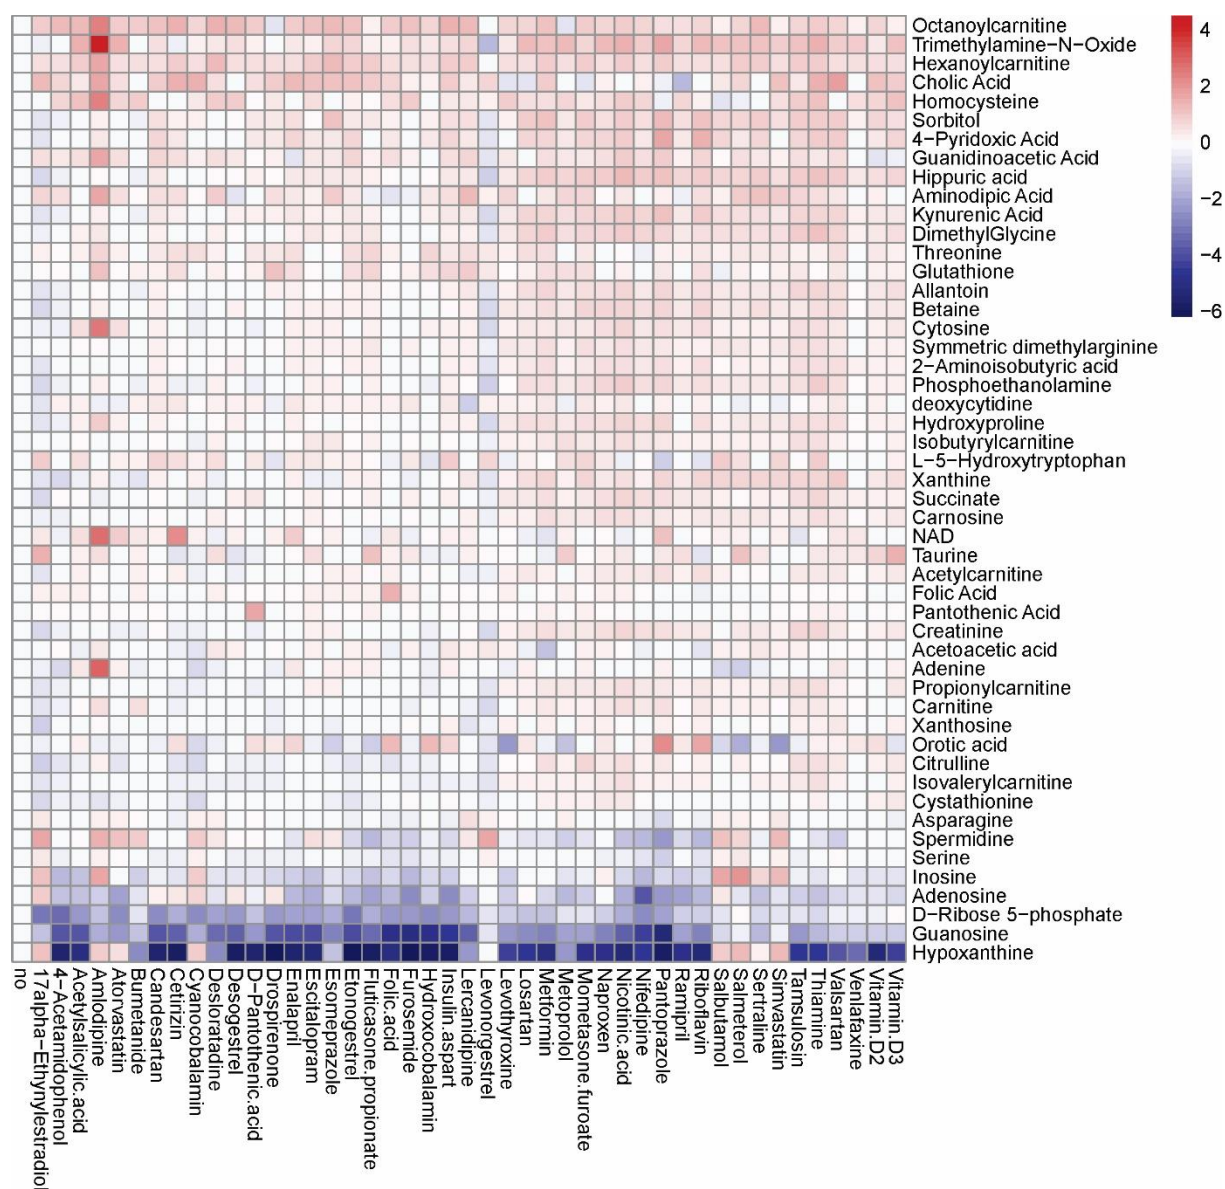 Octanoylcarnitine
Trimethylamine−N−Oxide
Hexanoylcarnitine
Cholic Acid
Homocysteine
Sorbitol
4−Pyridoxic Acid
Guanidinoacetic Acid
Hippuric acid
Aminodipic Acid
Kynurenic Acid
DimethylGlycine
Threonine
Glutathione
Allantoin
Betaine
Cytosine
Symmetric dimethylarginine
2−Aminoisobutyric acid
Phosphoethanolamine
deoxycytidine
Hydroxyproline
Isobutyrylcarnitine
L−5−Hydroxytryptophan
Xanthine
Succinate
Carnosine
NAD
Taurine
Acetylcarnitine
Folic Acid
Pantothenic Acid
Creatinine
Acetoacetic acid
Adenine
Propionylcarnitine
Carnitine
Xanthosine
Orotic acid
Citrulline
Isovalerylcarnitine
Cystathionine
Asparagine
Spermidine
Serine
Inosine
Adenosine
D−Ribose 5−phosphate
Guanosine
Hypoxanthine
4
2
0
−2
−4
−6
no
17alpha−Ethynylestradiol
4−Acetamidophenol
Acetylsalicylic.acid
Amlodipine
Atorvastatin
Bumetanide
Candesartan
Cetirizin
Cyanocobalamin
Desloratadine
Desogestrel
D−Pantothenic.acid
Drospirenone
Enalapril
Escitalopram
Esomeprazole
Etonogestrel
Fluticasone.propionate
Folic.acid
Furosemide
Hydroxocobalamin
Insulin.aspart
Lercanidipine
Levonorgestrel
Levothyroxine
Losartan
Metformin
Metoprolol
Mometasone.furoate
Naproxen
Nicotinic.acid
Nifedipine
Pantoprazole
Ramipril
Riboflavin
Salbutamol
Salmeterol
Sertraline
Simvastatin
Tamsulosin
Thiamine
Valsartan
Venlafaxine
Vitamin.D2
Vitamin.D3